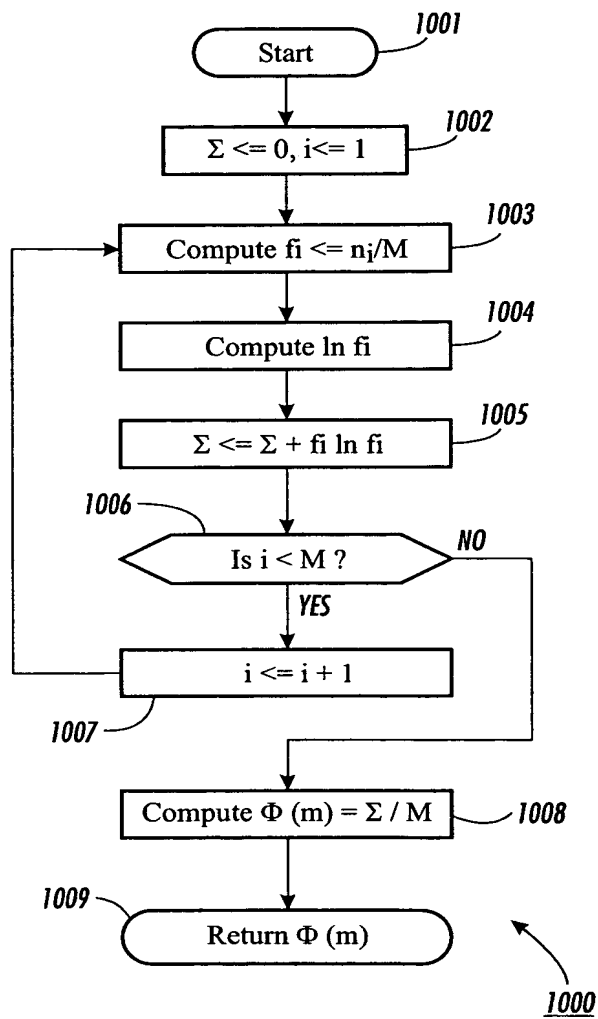 1001
Start
1002
Σ <= 0, i<= 1
1003
Compute fi <= nᵢ/M
1004
Compute ln fi
1005
Σ <= Σ + fi ln fi
1006
Is i < M ?
NO
YES
i <= i + 1
1007
Compute Φ (m) = Σ / M
1008
1009
Return Φ (m)
1000